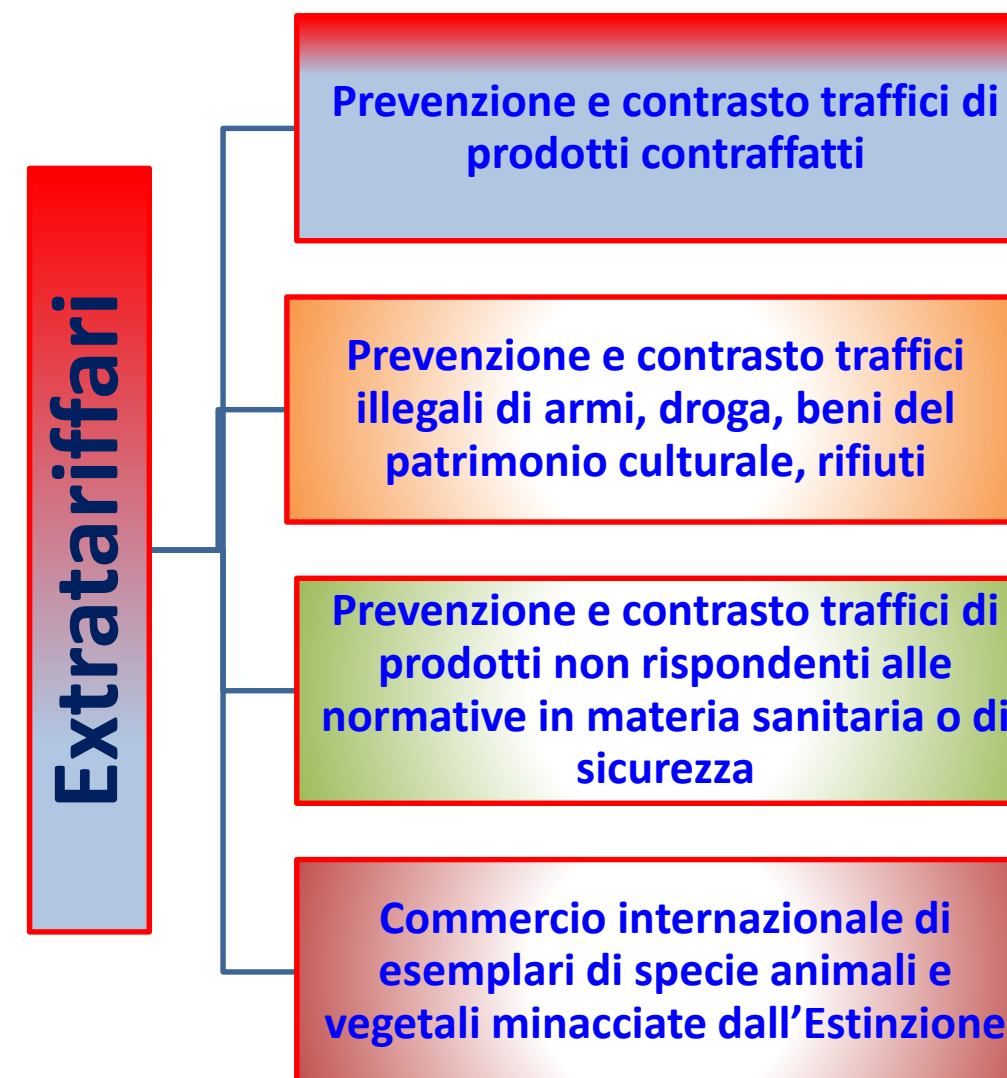 Extratariffari
Prevenzione e contrasto traffici di
prodotti contraffatti
Prevenzione e contrasto traffici
illegali di armi, droga, beni del
patrimonio culturale, rifiuti
Prevenzione e contrasto traffici di
prodotti non rispondenti alle
normative in materia sanitaria o di
sicurezza
Commercio internazionale di
esemplari di specie animali e
vegetali minacciate dall’Estinzione